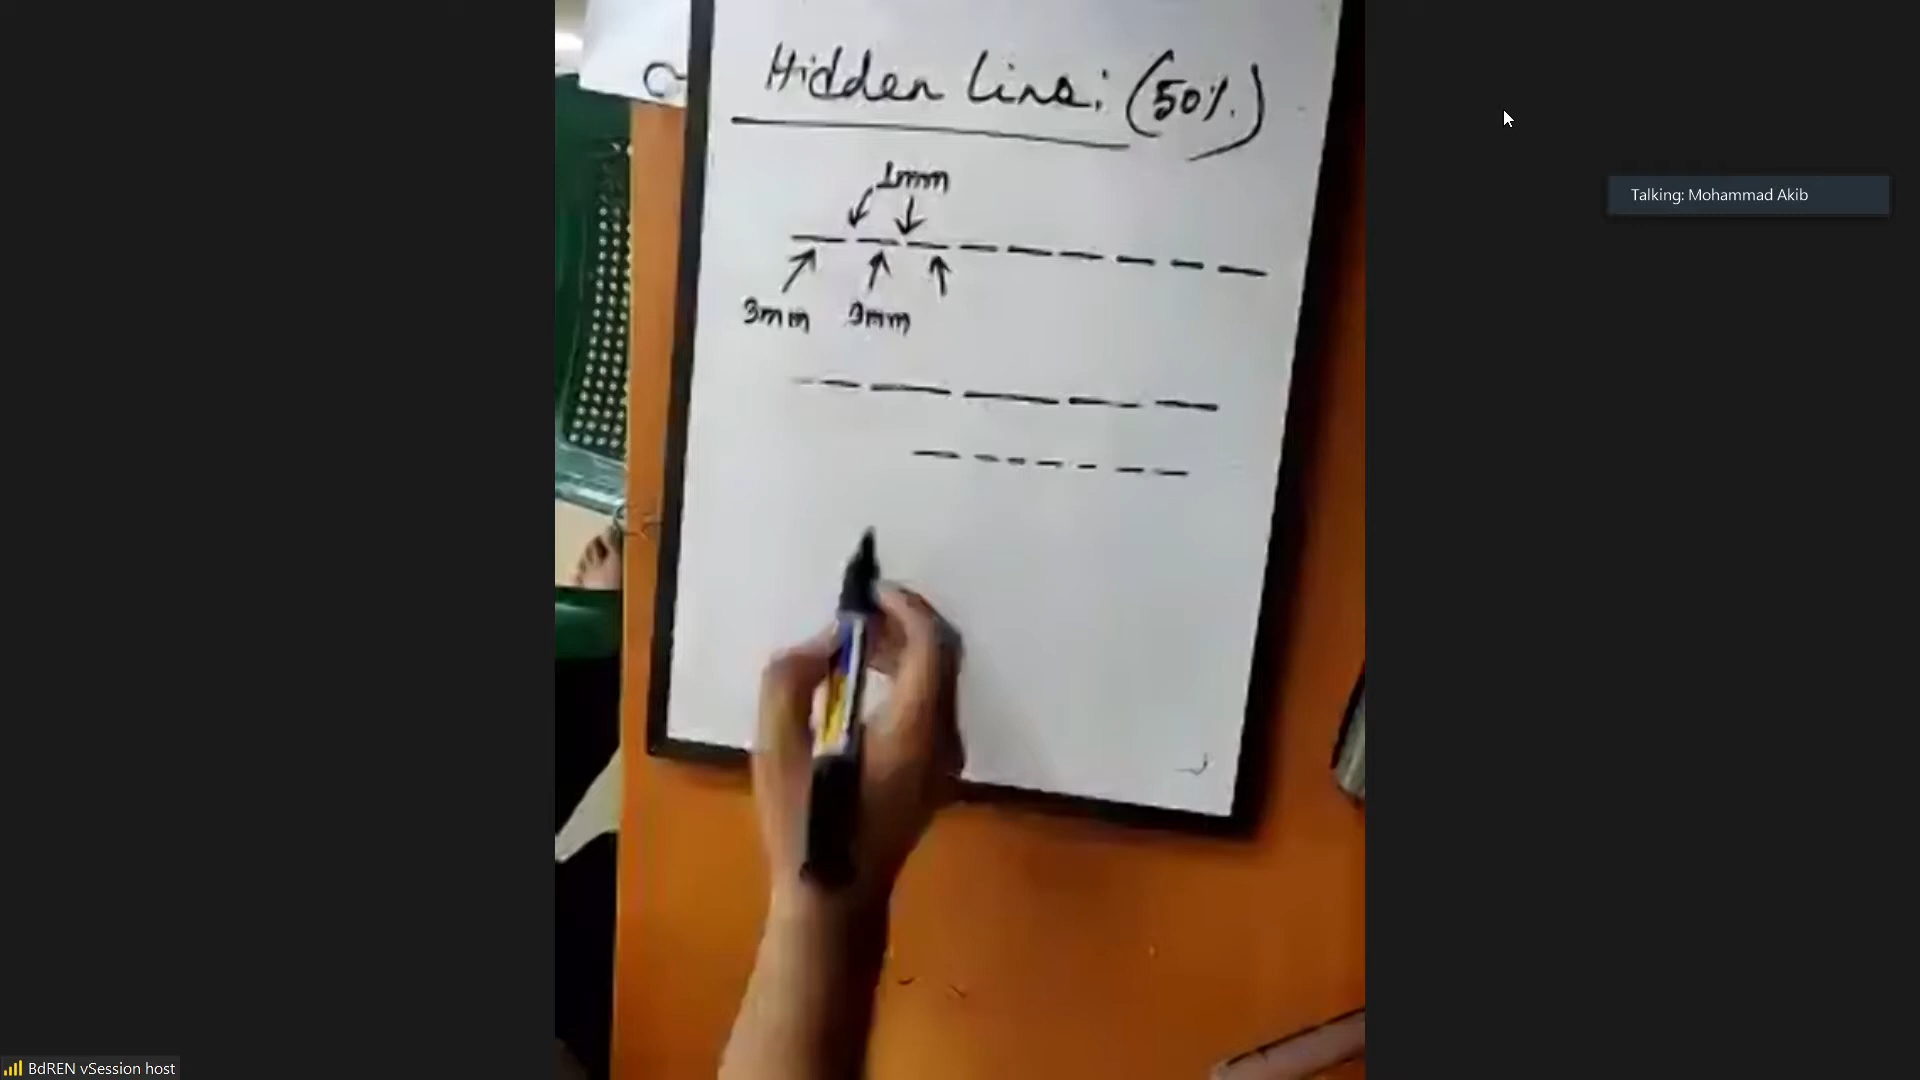 Hidden Line: (50%)
1mm
3mm 3mm
Talking: Mohammad Akib
BdREN vSession host